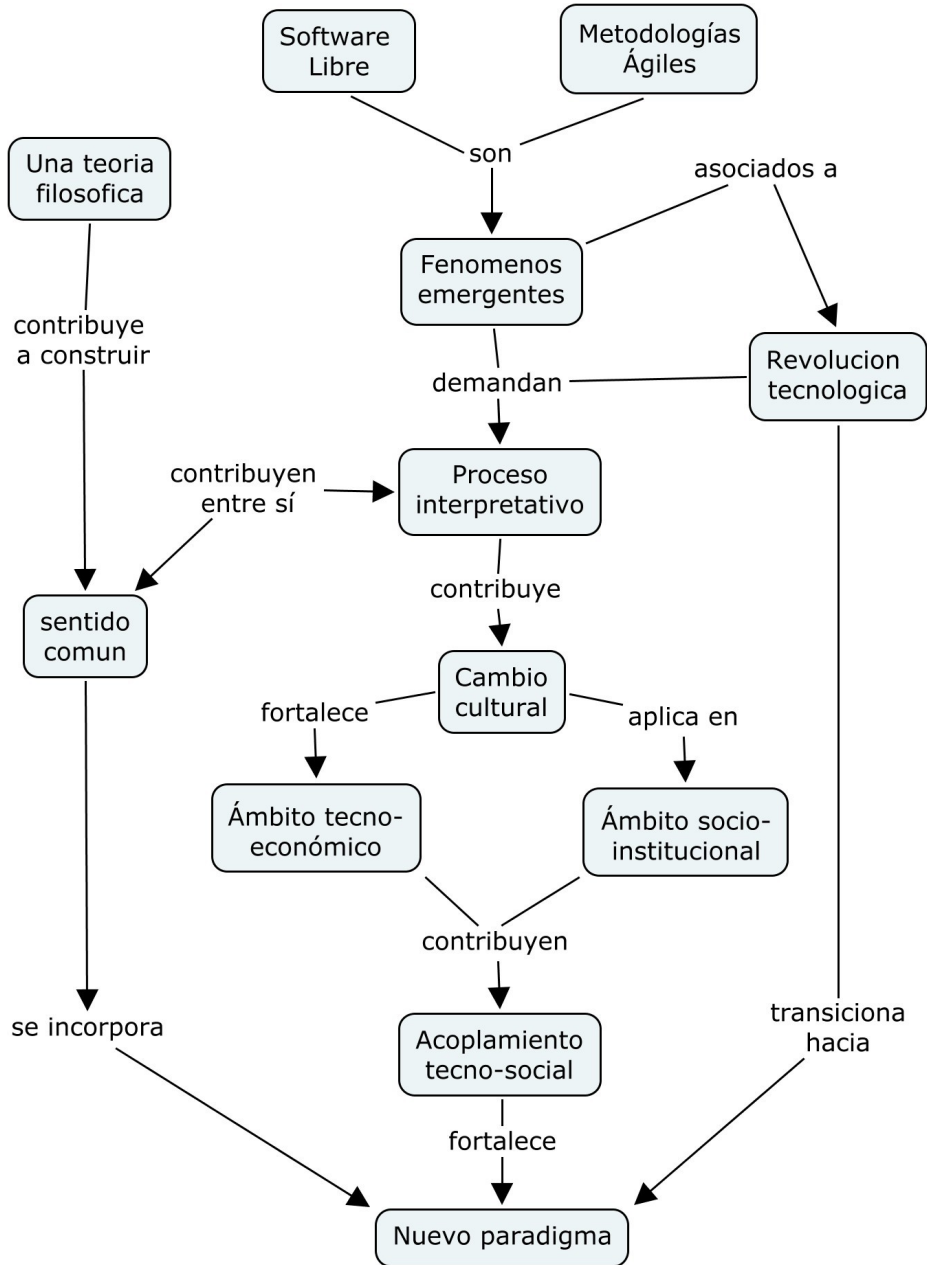 Software
Libre
Metodologías
Ágiles
son
Una teoria
filosofica
asociados a
Fenomenos
emergentes
contribuye
a construir
Revolucion
tecnologica
demandan
contribuyen
entre sí
Proceso
interpretativo
contribuye
sentido
comun
Cambio
cultural
fortalece
aplica en
Ámbito tecno-
económico
Ámbito socio-
institucional
contribuyen
se incorpora
transiciona
hacia
Acoplamiento
tecno-social
fortalece
Nuevo paradigma